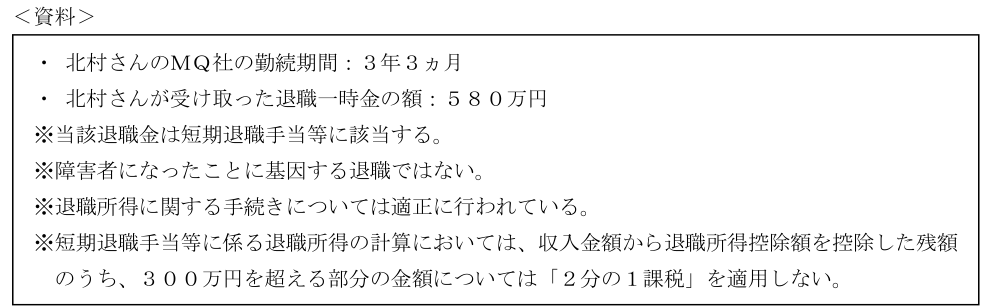 ＜資料＞
・ 北村さんのＭＱ社の勤続期間：３年３ヵ月
・ 北村さんが受け取った退職一時金の額：５８０万円
※当該退職金は短期退職手当等に該当する。
※障害者になったことに基因する退職ではない。
※退職所得に関する手続きについては適正に行われている。
※短期退職手当等に係る退職所得の計算においては、収入金額から退職所得控除額を控除した残額
のうち、３００万円を超える部分の金額については「２分の１課税」を適用しない。